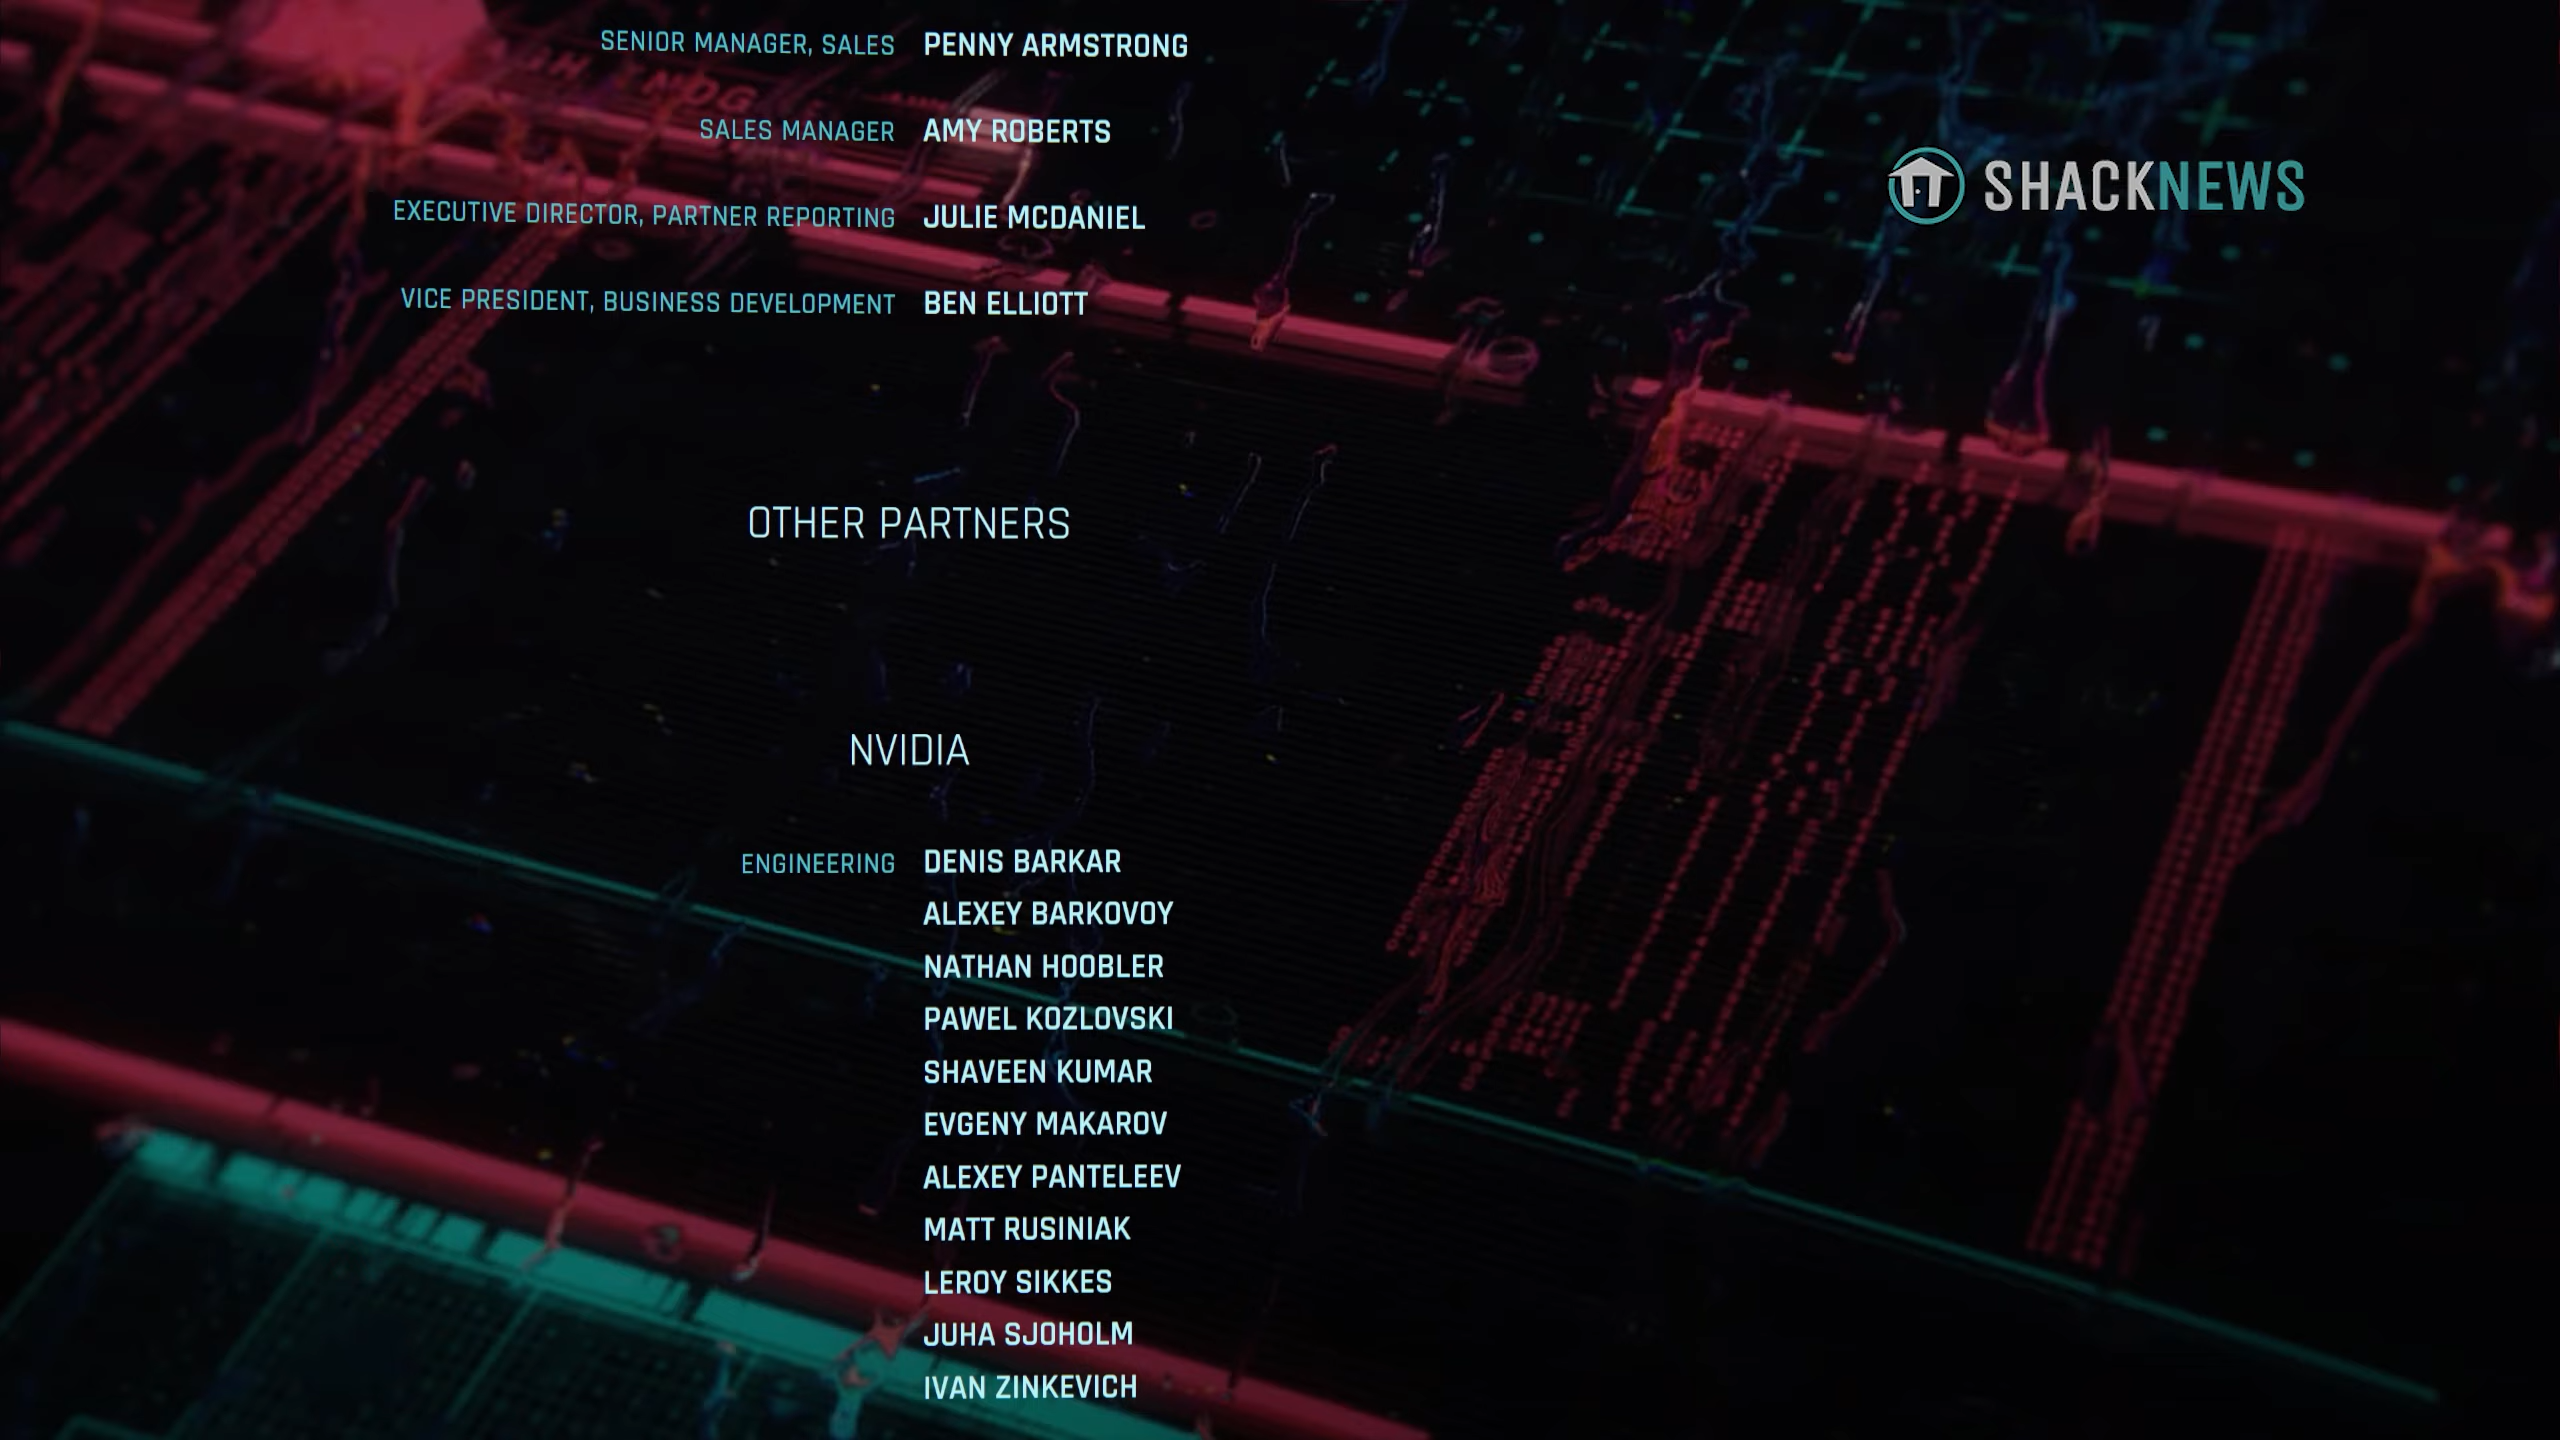 SENIOR MANAGER, SALES PENNY ARMSTRONG
SALES MANAGER AMY ROBERTS
SHACKNEWS
EXECUTIVE DIRECTOR, PARTNER REPORTING JULIE MCDANIEL
VICE PRESIDENT, BUSINESS DEVELOPMENT BEN ELLIOTT
OTHER PARTNERS
NVIDIA
ENGINEERING DENIS BARKAR
ALEXEY BARKOVOY
NATHAN HOOBLER
PAWEL KOZLOVSKI
SHAVEEN KUMAR
EVGENY MAKAROV
ALEXEY PANTELEEV
MATT RUSINIAK
LEROY SIKKES
JUHA SJOHOLM
IVAN ZINKEVICH